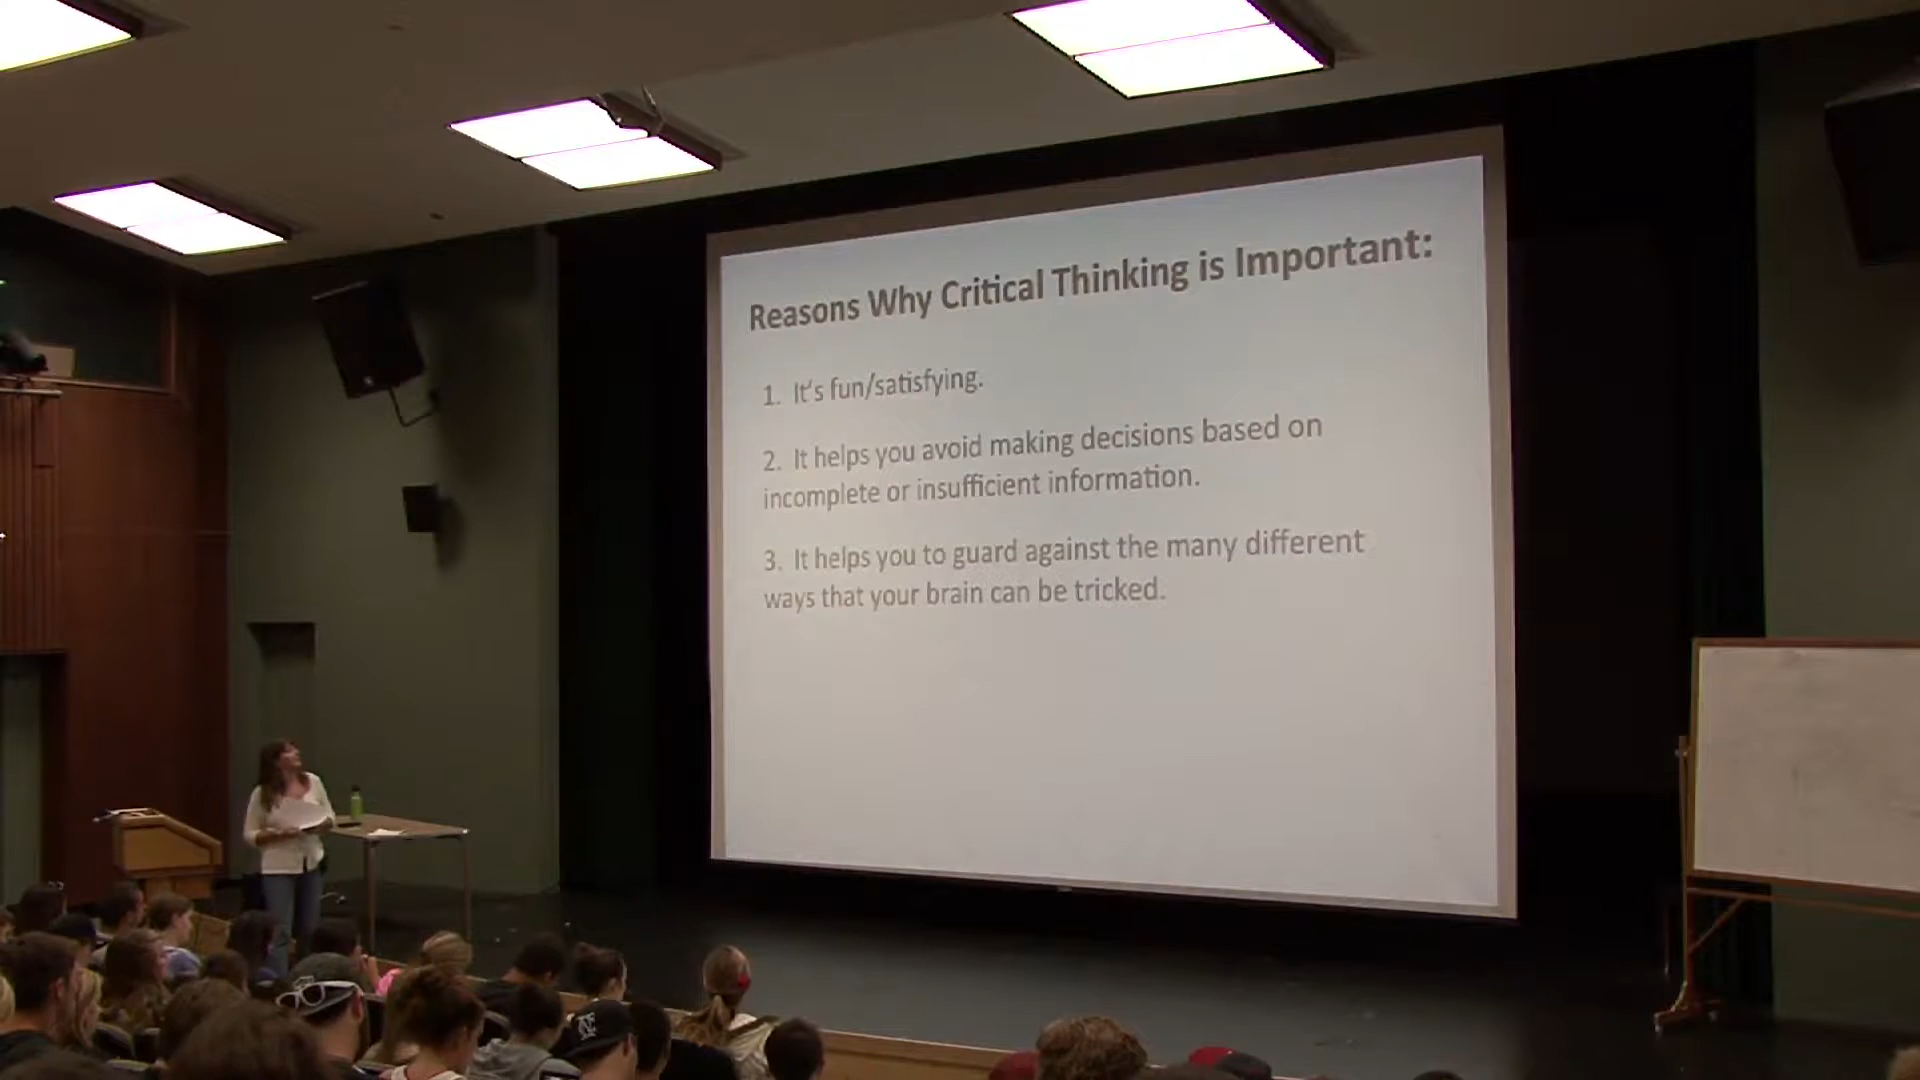 Reasons Why Critical Thinking is Important:
1. It's fun/satisfying.
2. It helps you avoid making decisions based on
incomplete or insufficient information.
3. It helps you to guard against the many different
ways that your brain can be tricked.